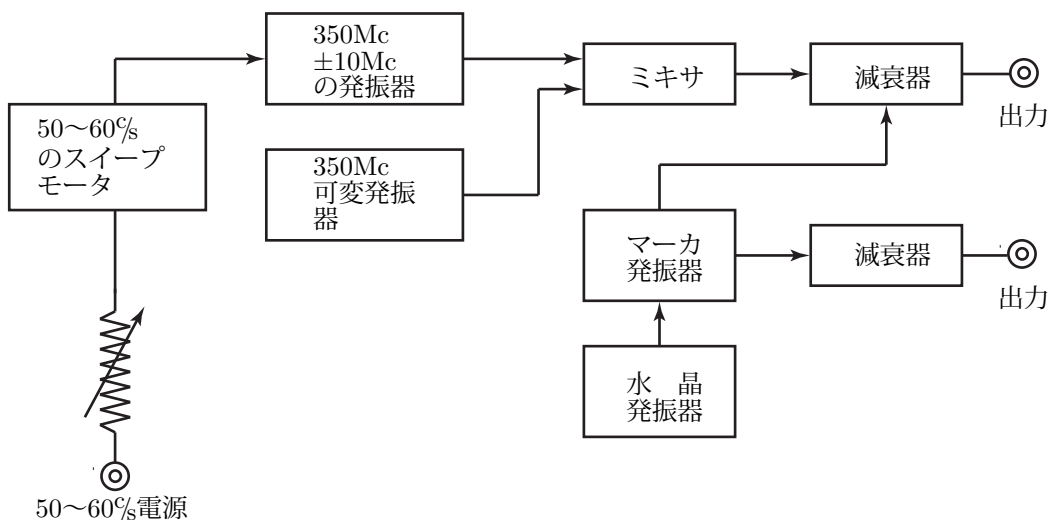 350Mc
±10Mc
の発振器
ミキサ
減衰器
出力
50〜60c/s
のスイープ
モータ
350Mc
可変発振
器
マーカ
発振器
減衰器
出力
水 晶
発振器
50〜60c/s電源